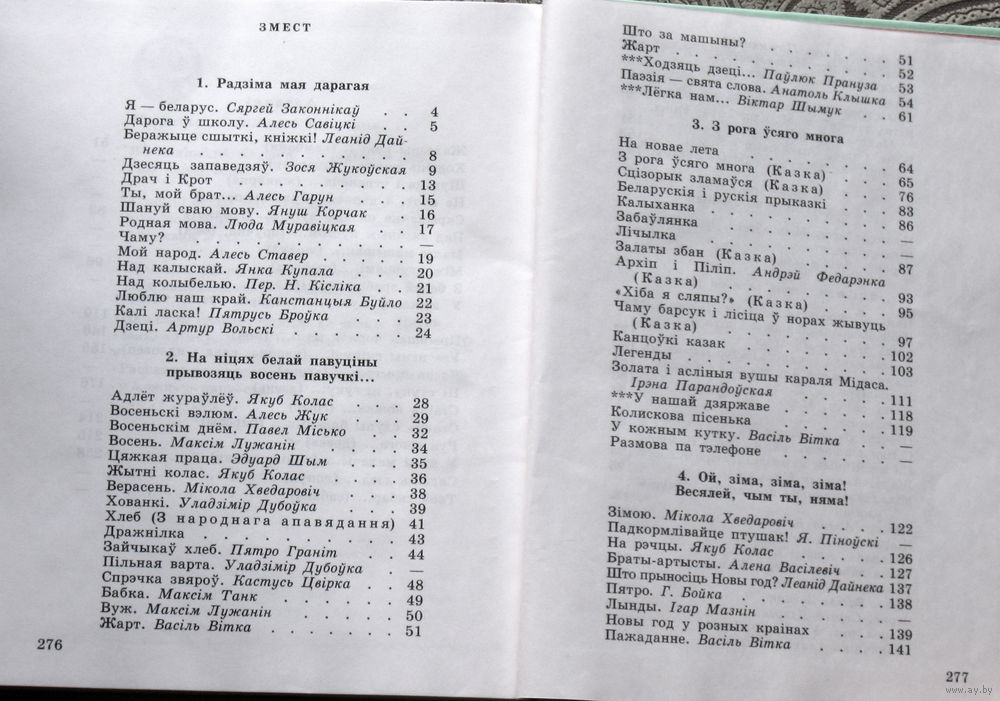 ЗМЕСТ
1. Радзіма мая дарагая
Я — беларус. Сяргей Законнікаў . . 4
Дарога ў школу. Алесь Савіцкі . . 5
Беражыце сшыткі, кніжкі! Леанід Дай-
нека . . . . . . . . . . 8
Дзесяць запаведзяў. Зося Жукоўская 9
Драч і Крот . . . . . . . . 13
Ты, мой брат... Алесь Гарун . . . 15
Шануй сваю мову. Януш Корчак . . 16
Родная мова. Люда Муравіцкая . . 17
Чаму? . . . . . . . . . —
Мой народ. Алесь Ставер . . . . 19
Над калыскай. Янка Купала . . . 20
Над колыбелью. Пер. Н. Кісліка . . 21
Люблю наш край. Канстанцыя Буйло 22
Калі ласка! Пятрусь Броўка . . . 23
Дзеці. Артур Вольскі . . . . . 24
2. На ніцях белай павуціны
прывозяць восень павучкі...
Адлёт жураўлёў. Якуб Колас . . . 28
Восеньскі вэлюм. Алесь Жук . . . 29
Восеньскім днём. Павел Місько . . 32
Восень. Максім Лужанін . . . . 34
Цяжкая праца. Эдуард Шым . . . 35
Жытні колас. Якуб Колас . . . . 36
Верасень. Мікола Хведаровіч . . . 38
Хованкі. Уладзімір Дубоўка . . . 39
Хлеб (З народнага апавядання) 41
Дражнілка . . . . . . . . 43
Зайчыкаў хлеб. Пятро Граніт . . . 44
Пільная варта. Уладзімір Дубоўка . —
Спрэчка звяроў. Кастусь Цвірка . . 48
Бабка. Максім Танк . . . . . . 49
Вуж. Максім Лужанін . . . . . 50
Жарт. Васіль Вітка . . . . . . 51
276
Што за машыны? . . . . . . 51
Жарт . . . . . . . . . . 52
***Ходзяць дзеці... Паўлюк Прануза 53
Паэзія — свята слова. Анатоль Клышка 54
***Лёгка нам... Віктар Шымук . . 61
3. З рога ўсяго многа
На новае лета . . . . . . . 64
З рога ўсяго многа (Казка) . . . 65
Сцізорык зламаўся (Казка) . . . 76
Беларускія і рускія прыказкі . . . 83
Калыханка . . . . . . . . 86
Забаўлянка . . . . . . . . —
Лічылка . . . . . . . . . —
Залаты збан (Казка) . . . . . 87
Архіп і Піліп. Андрэй Федарэнка
(Казка) . . . . . . . . 93
«Хіба я сляпы?» (Казка) . . . . 95
Чаму барсук і лісіца ў норах жывуць
(Казка) . . . . . . . . 97
Канцоўкі казак . . . . . . . 102
Легенды . . . . . . . . . 103
Золата і асліныя вушы караля Мідаса.
Ірэна Парандоўская . . . . . 111
***У нашай дзяржаве . . . . . 118
Колискова пісенька . . . . . . 119
У кожным кутку. Васіль Вітка . . —
Размова па тэлефоне . . . . . —
4. Ой, зіма, зіма, зіма!
Весялей, чым ты, няма!
Зімою. Мікола Хведаровіч . . . . 122
Падкормлівайце птушак! Я. Піноўскі —
На рэчцы. Якуб Колас . . . . . 126
Браты-артысты. Алена Васілевіч . . 127
Што прыносіць Новы год? Леанід Дайнека 137
Пятро. Г. Бойка . . . . . . . 138
Лынды. Ігар Мазнін . . . . . . —
Новы год у розных краінах . . . 139
Пажаданне. Васіль Вітка . . . . 141
277
www.ay.by